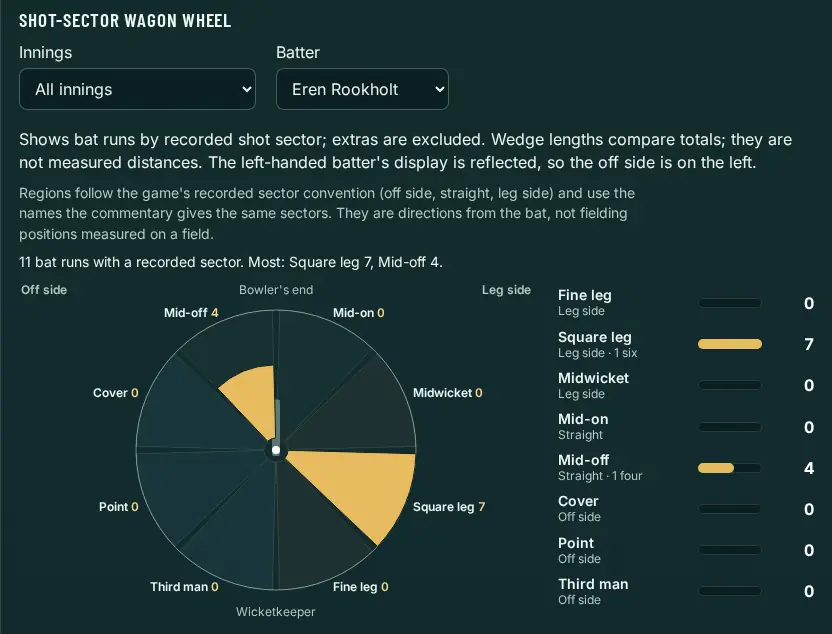 SHOT-SECTOR WAGON WHEEL
Innings
Batter
All innings
Eren Rookholt
Shows bat runs by recorded shot sector; extras are excluded. Wedge lengths compare totals; they are
not measured distances. The left-handed batter's display is reflected, so the off side is on the left.
Regions follow the game's recorded sector convention (off side, straight, leg side) and use the
names the commentary gives the same sectors. They are directions from the bat, not fielding
positions measured on a field.
11 bat runs with a recorded sector. Most: Square leg 7, Mid-off 4.
Off side
Bowler's end
Leg side
Mid-off 4
Mid-on 0
Cover 0
Midwicket 0
Point 0
Square leg 7
Third man 0
Fine leg 0
Wicketkeeper
Fine leg
Leg side
0
Square leg
Leg side · 1 six
7
Midwicket
Leg side
0
Mid-on
Straight
0
Mid-off
Straight · 1 four
4
Cover
Off side
0
Point
Off side
0
Third man
Off side
0